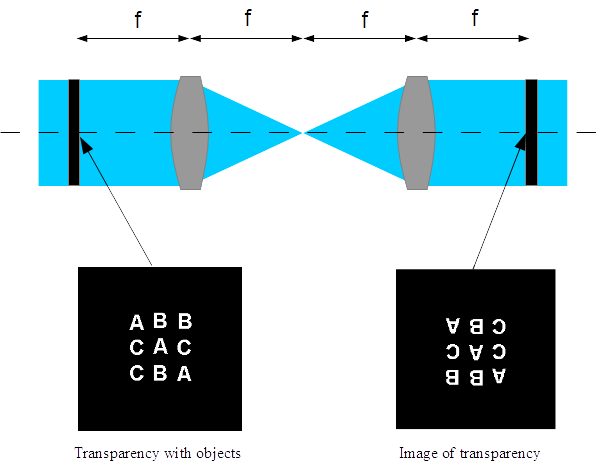 f f f f
A B B
C A C
C B A
A B B
C A C
C B A
Transparency with objects
Image of transparency